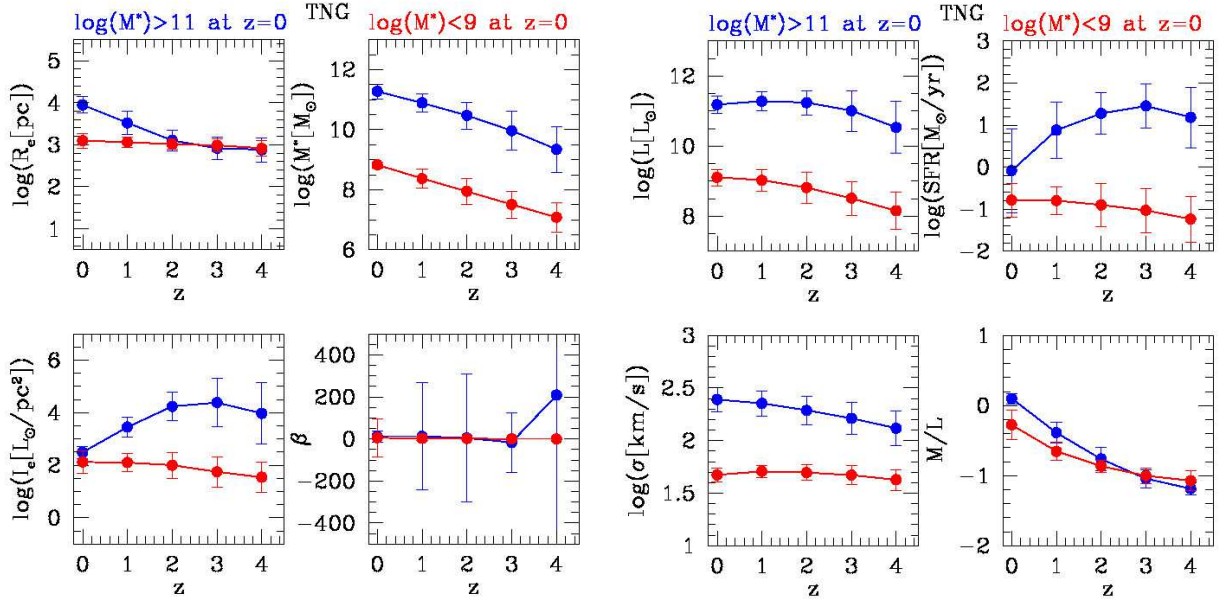 TNG
log(M*)>11 at z=0 log(M*)<9 at z=0
log(R_e[pc])
5
4
3
2
1
0 1 2 3 4
z
log(M*[M_⊙])
12
10
8
6
0 1 2 3 4
z
TNG
log(M*)>11 at z=0 log(M*)<9 at z=0
log(L[L_⊙])
12
11
10
9
8
0 1 2 3 4
z
log(SFR[M_⊙/yr])
3
2
1
0
−1
−2
0 1 2 3 4
z
log(I_e[L_⊙/pc²])
6
4
2
0
0 1 2 3 4
z
β
400
200
0
−200
−400
0 1 2 3 4
z
log(σ[km/s])
3
2.5
2
1.5
1
0 1 2 3 4
z
M/L
1
0
−1
−2
0 1 2 3 4
z